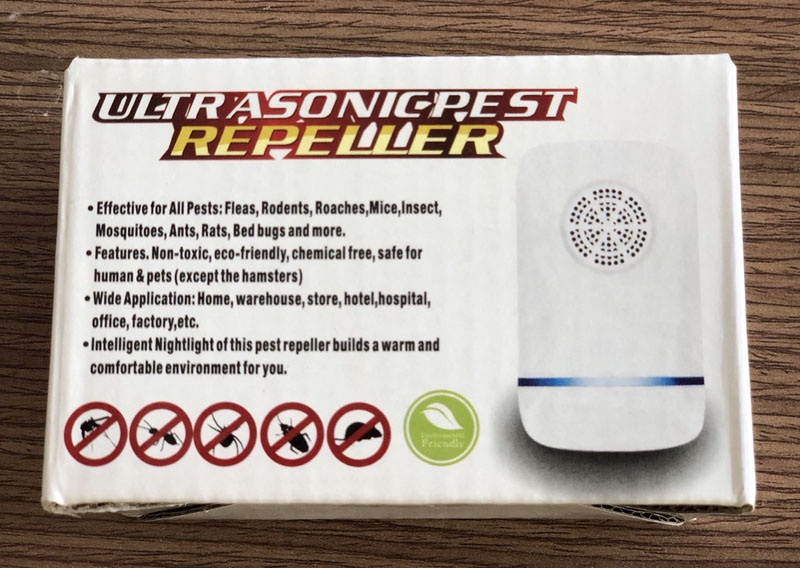 ULTRASONICPEST
REPELLER
• Effective for All Pests: Fleas, Rodents, Roaches,Mice,Insect,
Mosquitoes, Ants, Rats, Bed bugs and more.
• Features. Non-toxic, eco-friendly, chemical free, safe for
human & pets (except the hamsters)
• Wide Application: Home, warehouse, store, hotel,hospital,
office, factory,etc.
• Intelligent Nightlight of this pest repeller builds a warm and
comfortable environment for you.
Environmental
Friendly